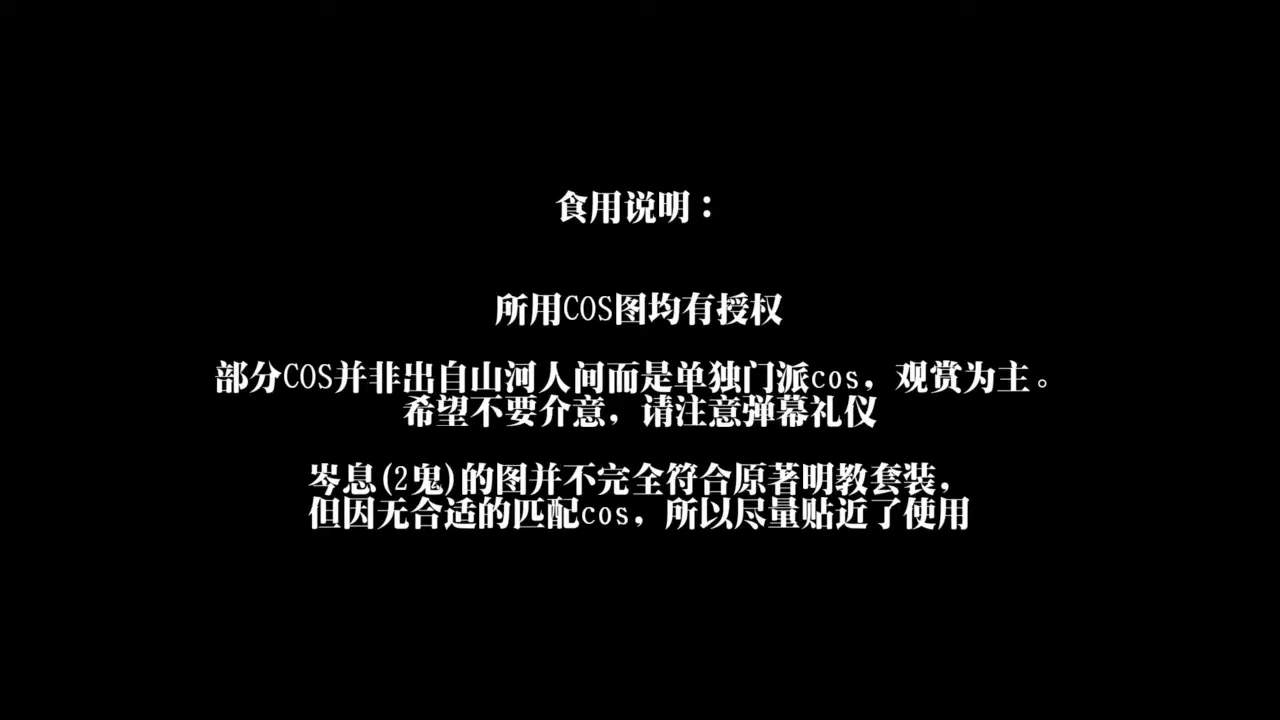 食用说明：
所用COS图均有授权
部分COS并非出自山河人间而是单独门派cos，观赏为主。
希望不要介意，请注意弹幕礼仪
岑息(2鬼)的图并不完全符合原著明教套装，
但因无合适的匹配cos，所以尽量贴近了使用